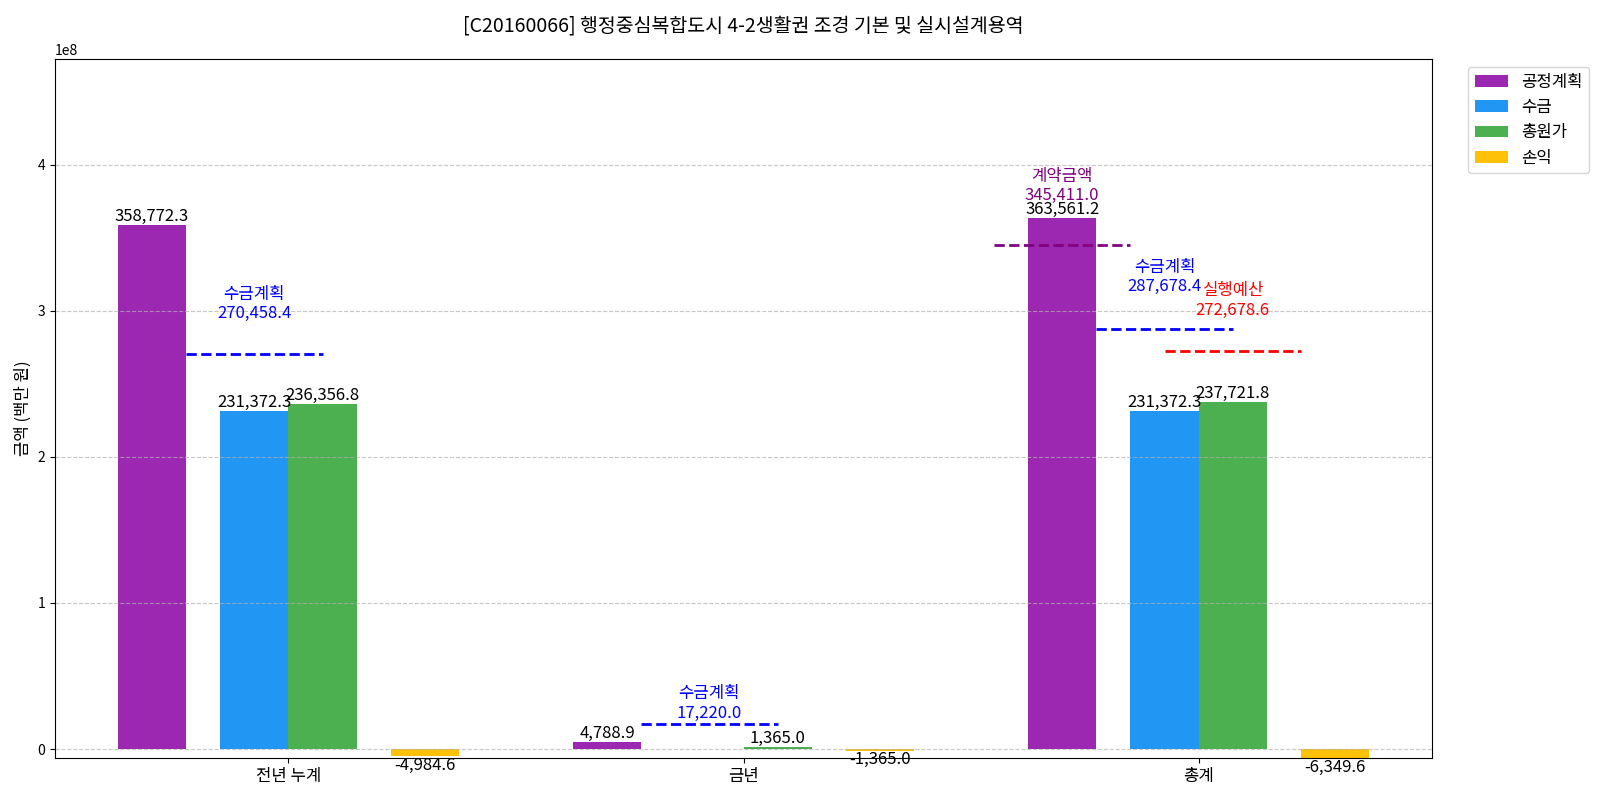 [C20160066] 행정중심복합도시 4-2생활권 조경 기본 및 실시설계용역
1e8
공정계획
수금
총원가
손익
금액 (백만 원)
4
3
2
1
0
358,772.3
수금계획
270,458.4
231,372.3
236,356.8
-4,984.6
4,788.9
수금계획
17,220.0
1,365.0
-1,365.0
계약금액
345,411.0
363,561.2
수금계획
287,678.4
실행예산
272,678.6
231,372.3
237,721.8
-6,349.6
전년 누계
금년
총계